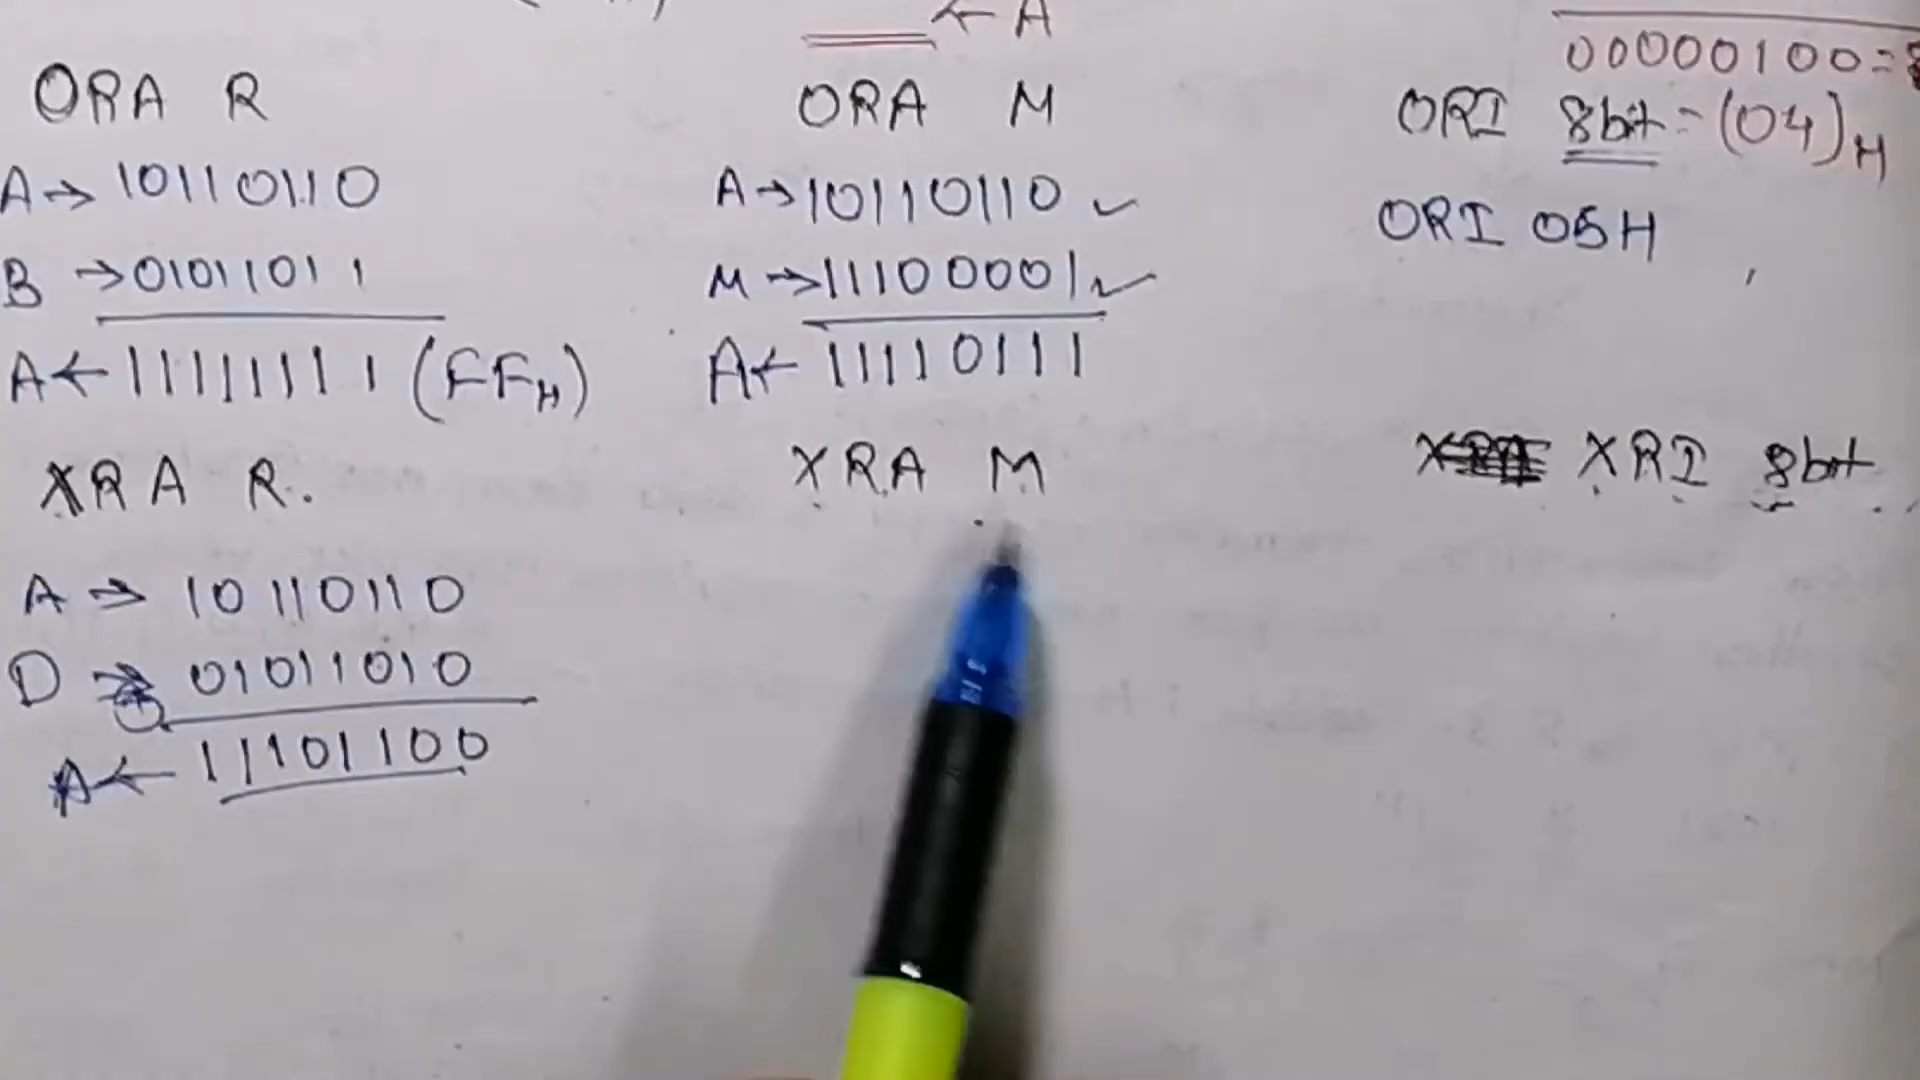 ← A
ORA R
A → 10110110
B → 01011011
A ← 11111111 (FFH)
XRA R.
A → 10110110
D → 01011010
A ← 11101100
ORA M
A → 10110110 ✓
M → 11100001 ✓
A ← 11110111
XRA M
00000100 =
ORI 8bit - (04)H
ORI 05H
XRI 8bit